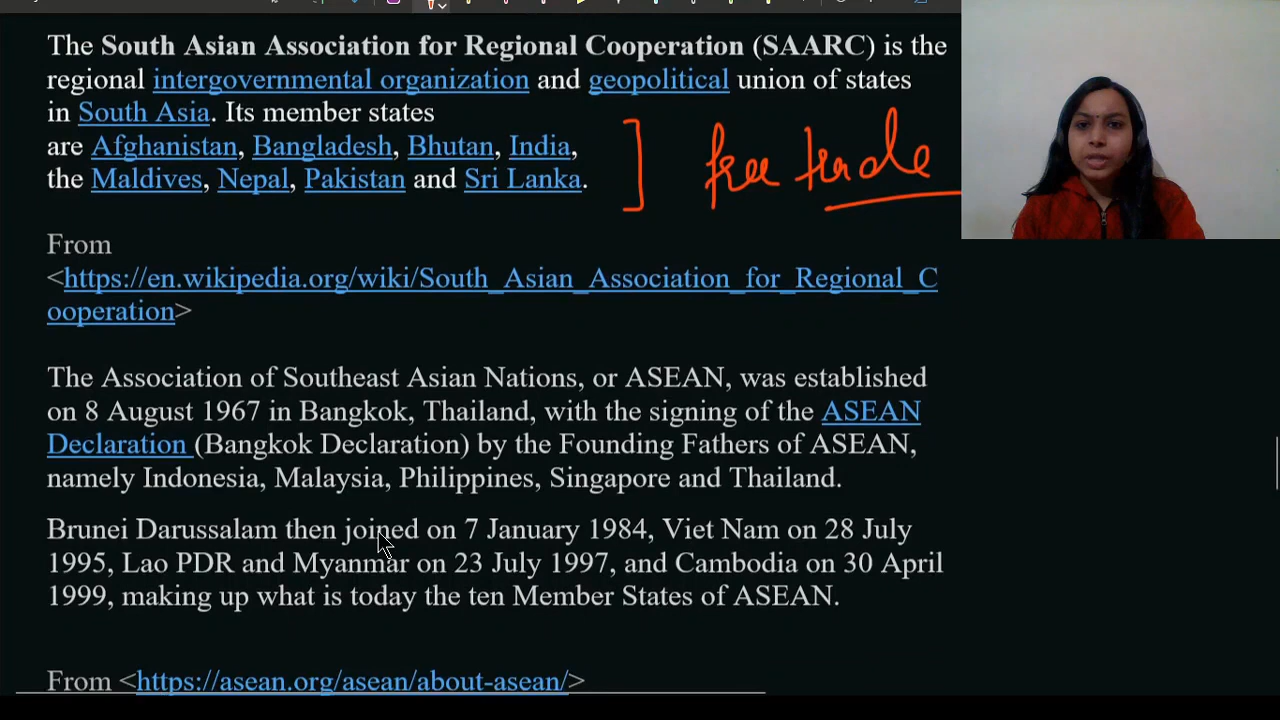 The South Asian Association for Regional Cooperation (SAARC) is the
regional intergovernmental organization and geopolitical union of states
in South Asia. Its member states
are Afghanistan, Bangladesh, Bhutan, India,
the Maldives, Nepal, Pakistan and Sri Lanka.
free trade
From
<https://en.wikipedia.org/wiki/South_Asian_Association_for_Regional_C
ooperation>
The Association of Southeast Asian Nations, or ASEAN, was established
on 8 August 1967 in Bangkok, Thailand, with the signing of the ASEAN
Declaration (Bangkok Declaration) by the Founding Fathers of ASEAN,
namely Indonesia, Malaysia, Philippines, Singapore and Thailand.
Brunei Darussalam then joined on 7 January 1984, Viet Nam on 28 July
1995, Lao PDR and Myanmar on 23 July 1997, and Cambodia on 30 April
1999, making up what is today the ten Member States of ASEAN.
From <https://asean.org/asean/about-asean/>